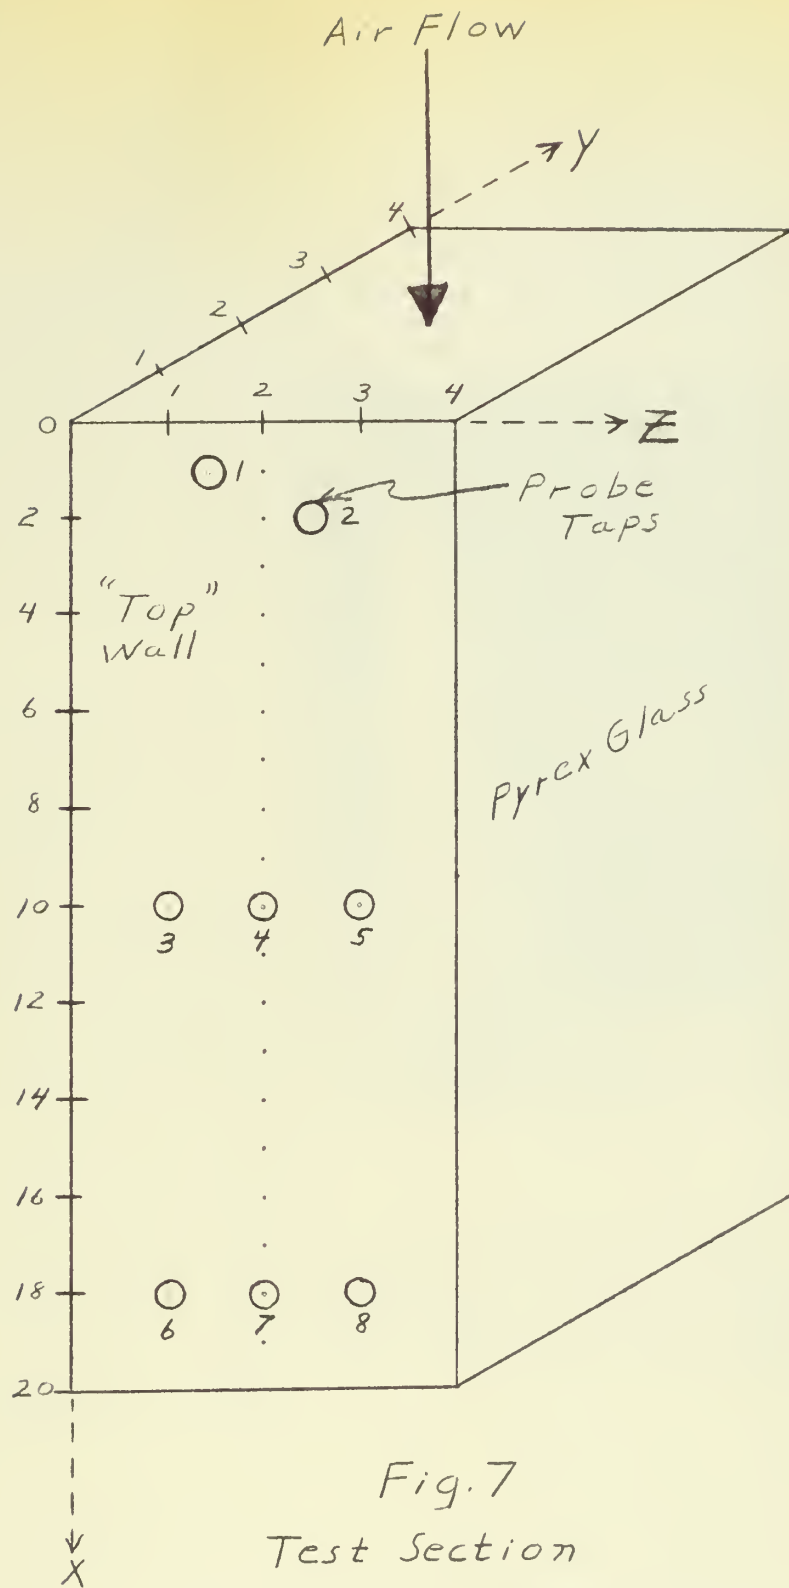 Air Flow
Y
4
3
2
1
1 2 3 4
0
Z
1
Probe
Taps
2
2
"Top"
Wall
4
6
Pyrex Glass
8
10
3 4 5
12
14
16
18
6 7 8
20
X
Fig. 7
Test Section